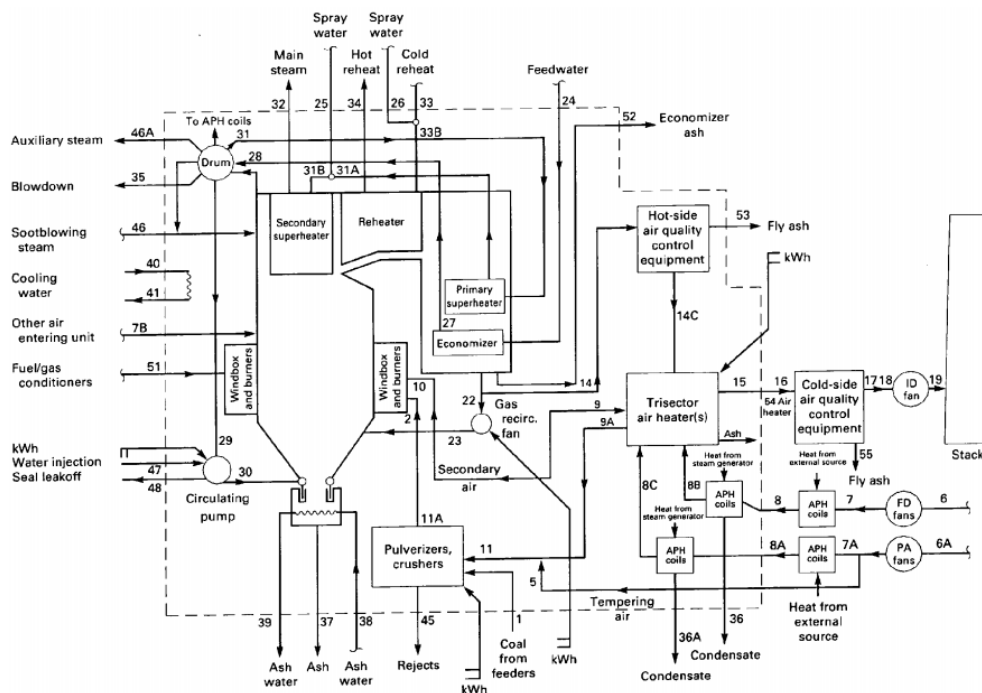 Spray
water
Spray
water
Main
steam
Hot
reheat
Cold
reheat
Feedwater
32
25
34
26
33
24
52
Economizer
ash
To APH coils
Auxiliary steam
46A
31
33B
28
Drum
31B
31A
Blowdown
35
Secondary
superheater
Reheater
Hot-side
air quality
control
equipment
53
Fly ash
Sootblowing
steam
46
kWh
Cooling
water
40
41
Primary
superheater
14C
Other air
entering unit
7B
27
Economizer
Fuel/gas
conditioners
51
Windbox
and burners
Windbox
and burners
10
2
14
22
Gas
recirc.
fan
23
9
9A
Trisector
air heater(s)
15
16
54 Air
heater
Cold-side
air quality
control
equipment
17
18
ID
fan
19
Stack
Ash
55
Fly ash
kWh
Water injection
Seal leakoff
47
48
29
30
Circulating
pump
Secondary
air
Heat from
steam generator
Heat from
external source
8C
8B
APH
coils
8
APH
coils
7
FD
fans
6
Heat from
steam generator
11A
Pulverizers,
crushers
11
5
APH
coils
8A
APH
coils
7A
PA
fans
6A
Tempering
air
Heat from
external
source
39
37
38
45
1
36A
36
Ash
water
Ash
Ash
water
Rejects
kWh
Coal
from
feeders
kWh
Condensate
Condensate